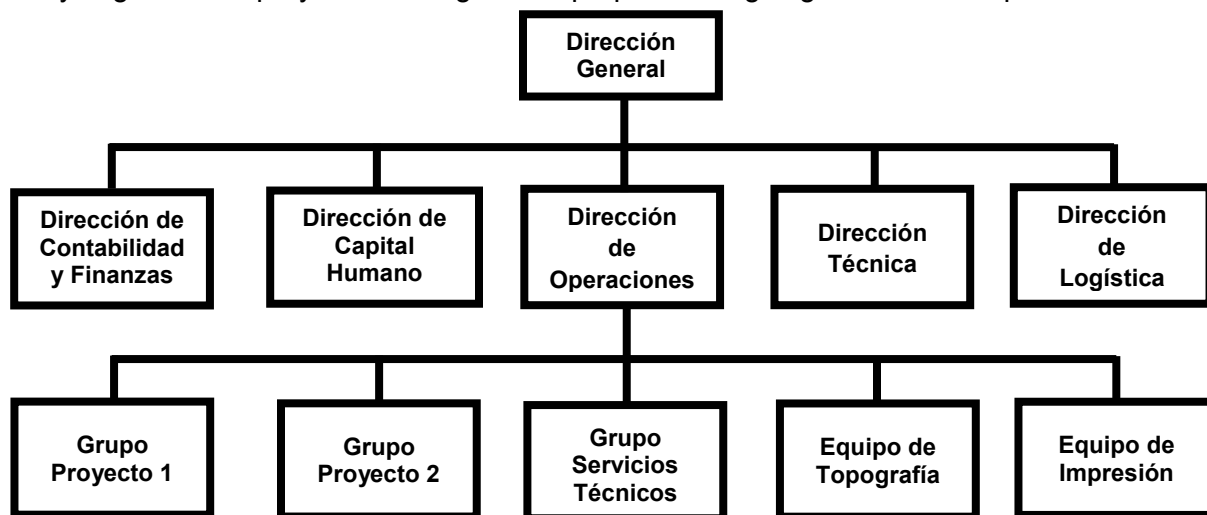 Dirección
General
Dirección de
Contabilidad
y Finanzas
Dirección de
Capital
Humano
Dirección
de
Operaciones
Dirección
Técnica
Dirección
de
Logística
Grupo
Proyecto 1
Grupo
Proyecto 2
Grupo
Servicios
Técnicos
Equipo de
Topografía
Equipo de
Impresión